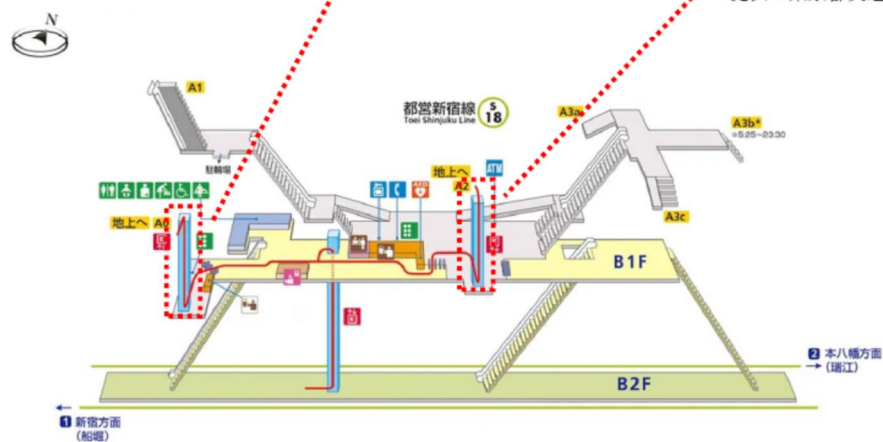 N
A1
都営新宿線
Toei Shinjuku Line
S
18
A3a
A3b*
※5:25~23:30
駐輪場
地上へ
A2
ATM
AED
A3c
地上へ A0
B1F
2 本八幡方面
(瑞江)
B2F
1 新宿方面
(船堀)